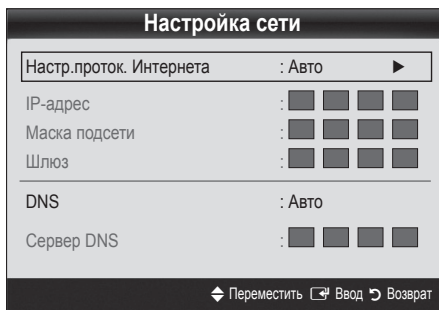 Настройка сети
Настр.проток. Интернета : Авто ►
IP-адрес :
Маска подсети :
Шлюз :
DNS : Авто
Сервер DNS :
Переместить Ввод Возврат